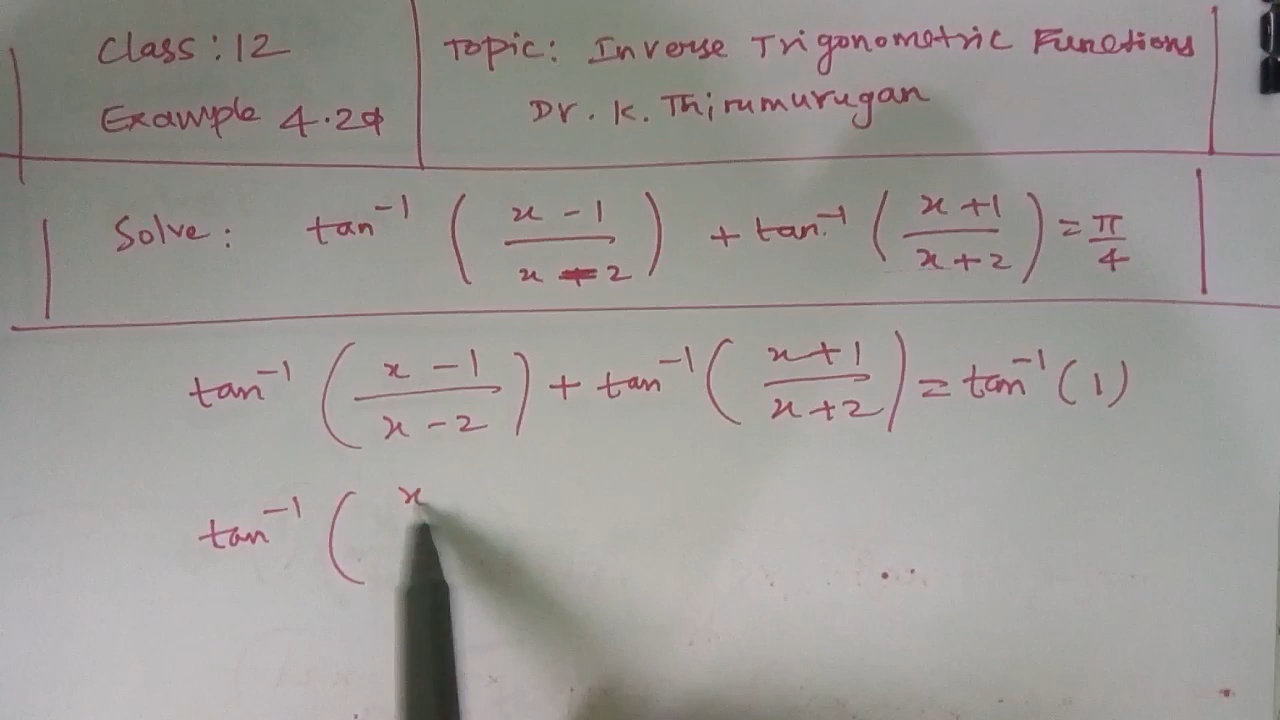 Class: 12
Example 4.29
Topic: Inverse Trigonometric Functions
Dr. K. Thirumurugan
Solve: tan⁻¹ ( (x - 1) / (x - 2) ) + tan⁻¹ ( (x + 1) / (x + 2) ) = π/4
tan⁻¹ ( (x - 1) / (x - 2) ) + tan⁻¹ ( (x + 1) / (x + 2) ) = tan⁻¹ (1)
tan⁻¹ ( x